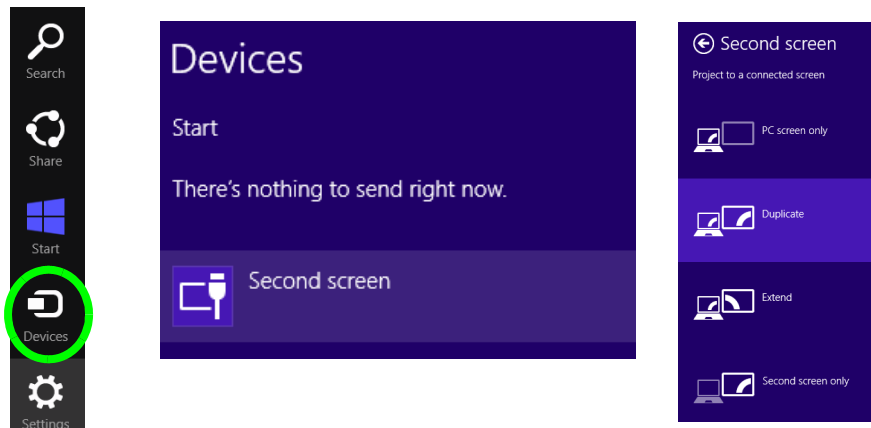 Search
Share
Start
Devices
Settings
Devices
Start
There's nothing to send right now.
Second screen
Second screen
Project to a connected screen
PC screen only
Duplicate
Extend
Second screen only